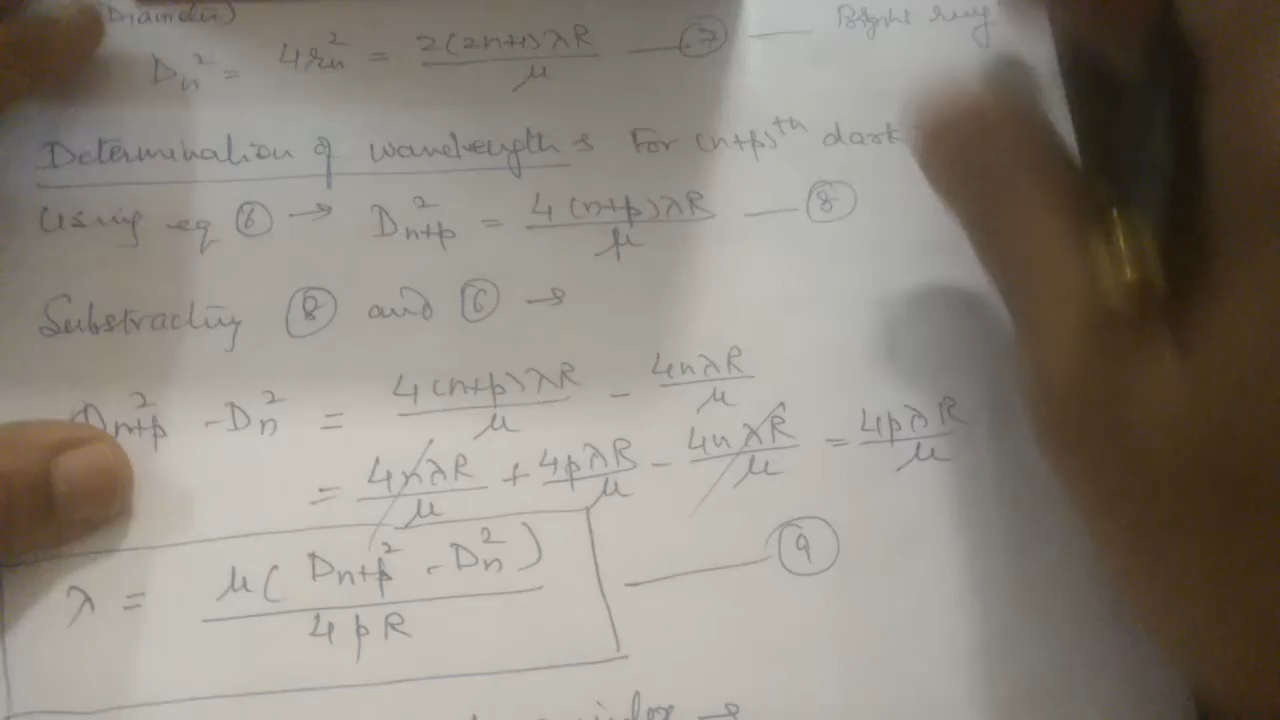 (Diameter)
Dn² = 4rn² = 2(2n+1)λR / μ —(7) — Bright ring
Determination of wavelength → For (n+p)th dark
Using eq (6) → D²n+p = 4(n+p)λR / μ — (8)
Substracting (8) and (6) →
D²n+p - Dn² = 4(n+p)λR / μ - 4nλR / μ
= 4nλR / μ + 4pλR / μ - 4nλR / μ = 4pλR / μ
λ = μ(D²n+p - Dn²) / 4pR — (9)